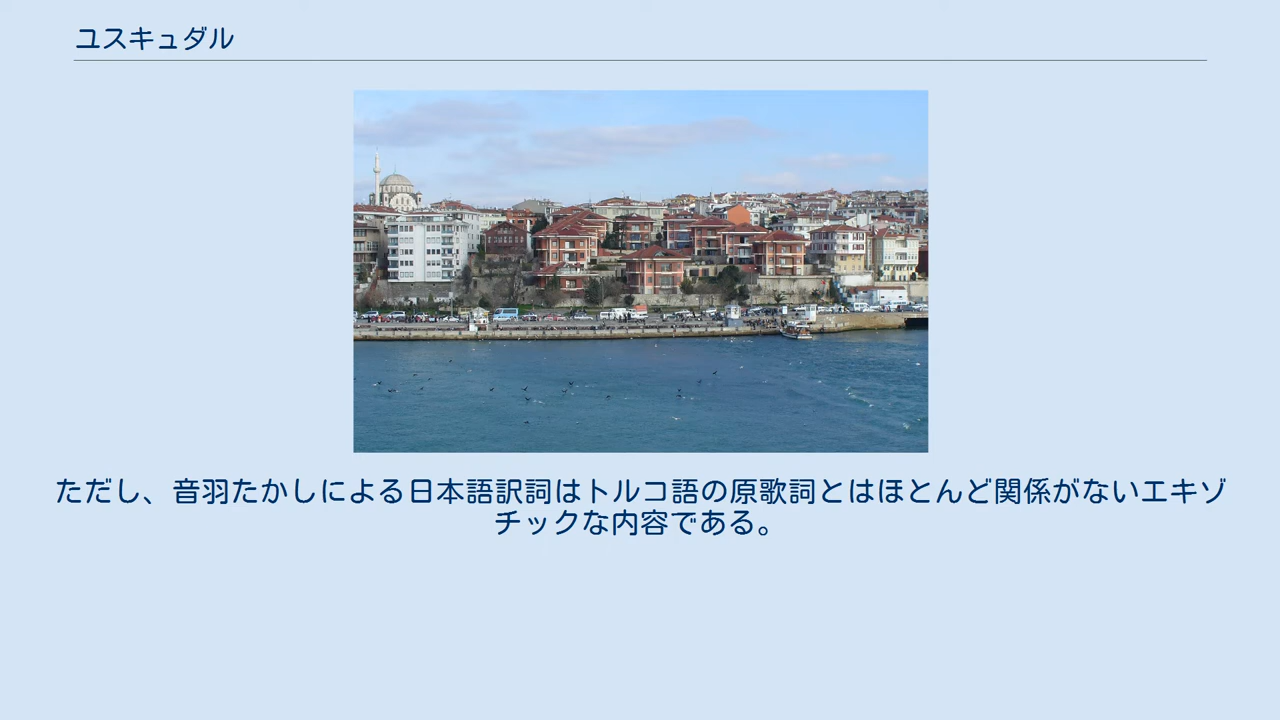 ユスキュダル
ただし、音羽たかしによる日本語訳詞はトルコ語の原歌詞とはほとんど関係がないエキゾ
チックな内容である。